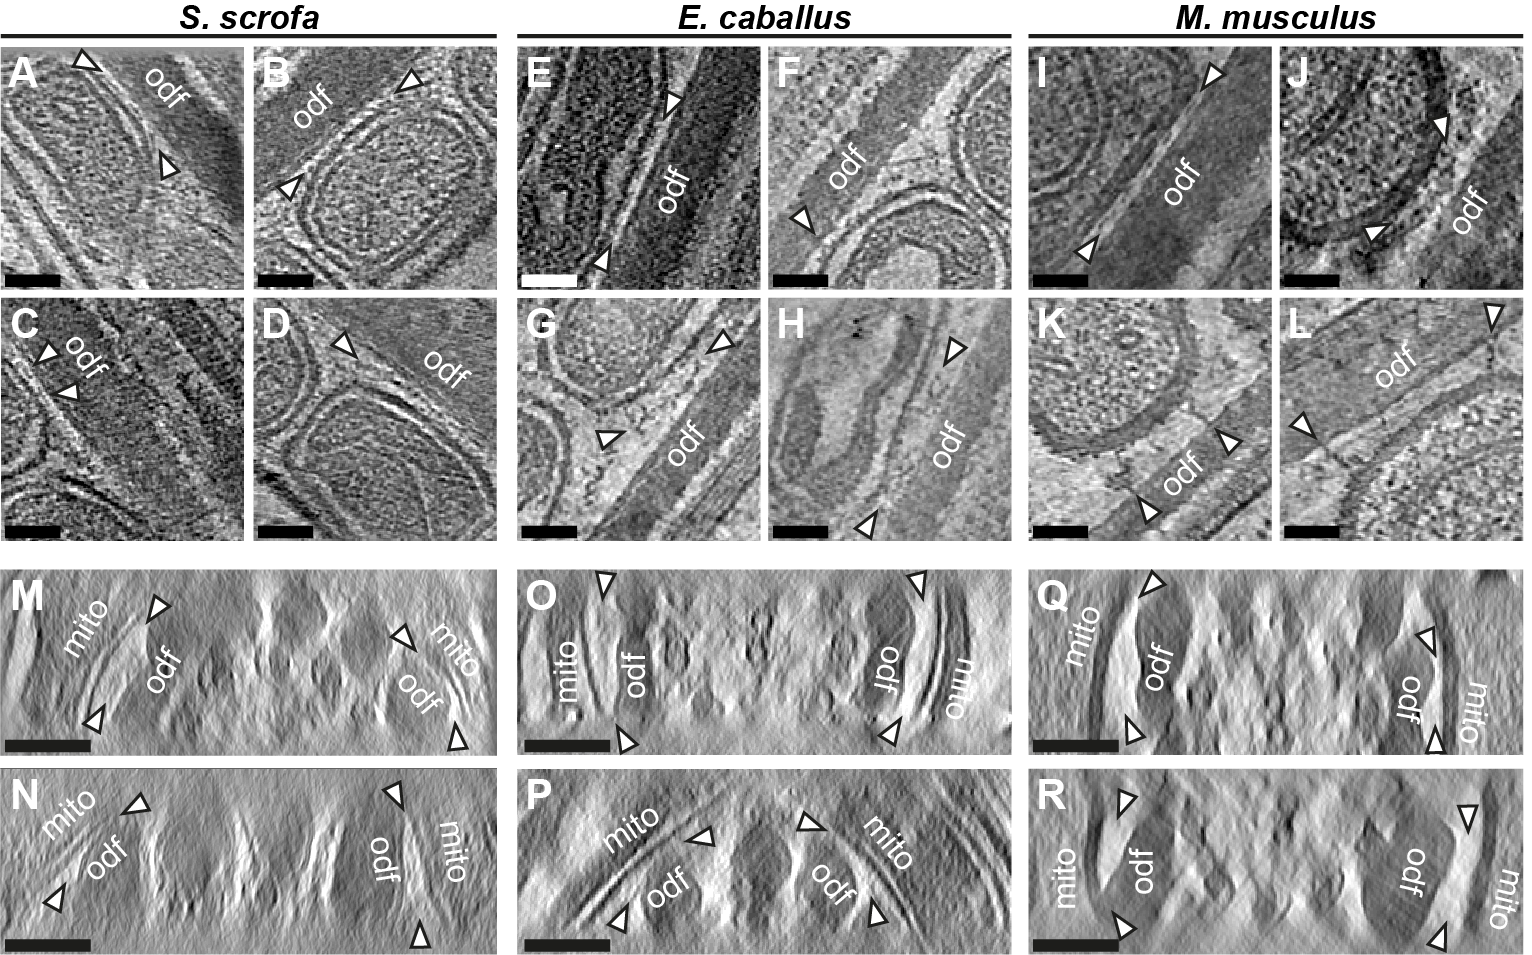 S. scrofa E. caballus M. musculus
A odf B odf E odf F odf I odf J odf
C odf D odf G odf H odf K odf L odf
M mito odf odf mito O mito odf odf mito Q mito odf odf mito
N mito odf odf mito P mito odf odf mito R mito odf odf mito